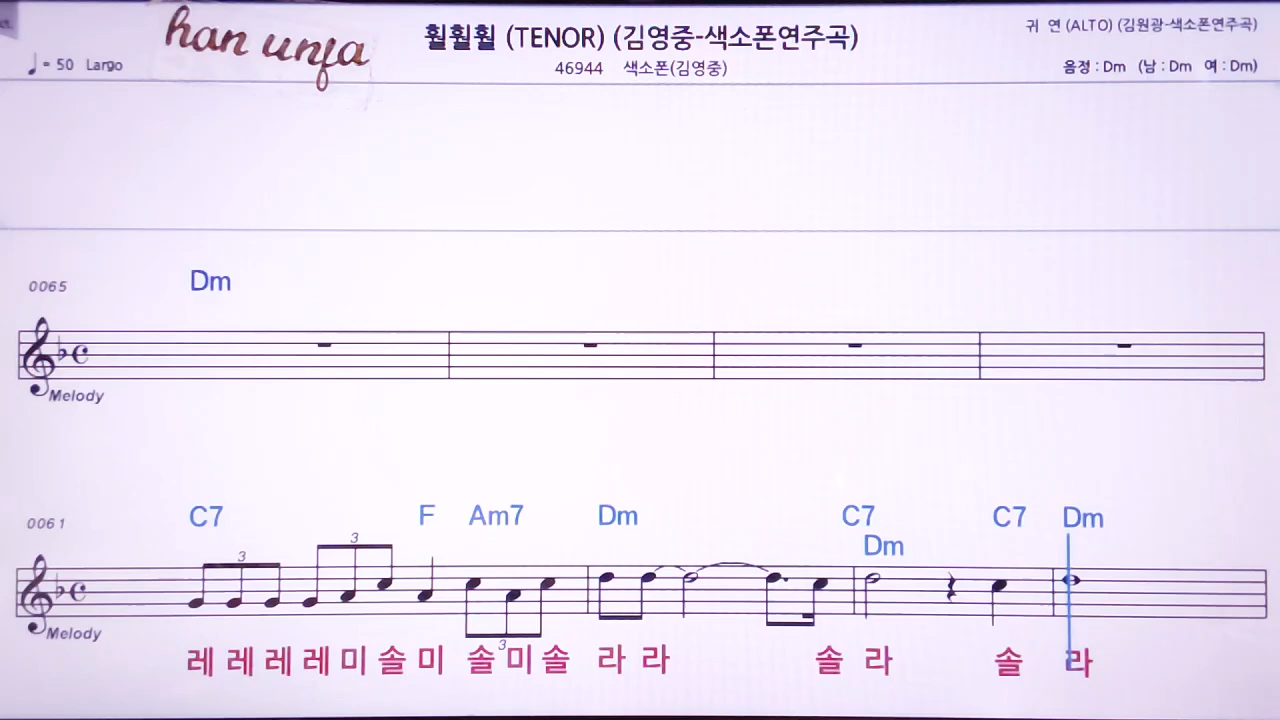 han unja
훨훨훨 (TENOR) (김영중-색소폰연주곡)
귀 연 (ALTO) (김원광-색소폰연주곡)
♩= 50 Largo
46944 색소폰(김영중)
음정 : Dm (남 : Dm 여 : Dm)
0065 Dm
Melody
C7 F Am7 Dm C7 C7 Dm
0061
Dm
3 3
3
Melody
레 레 레 레 미 솔 미 솔 미 솔 라 라 솔 라 솔 라